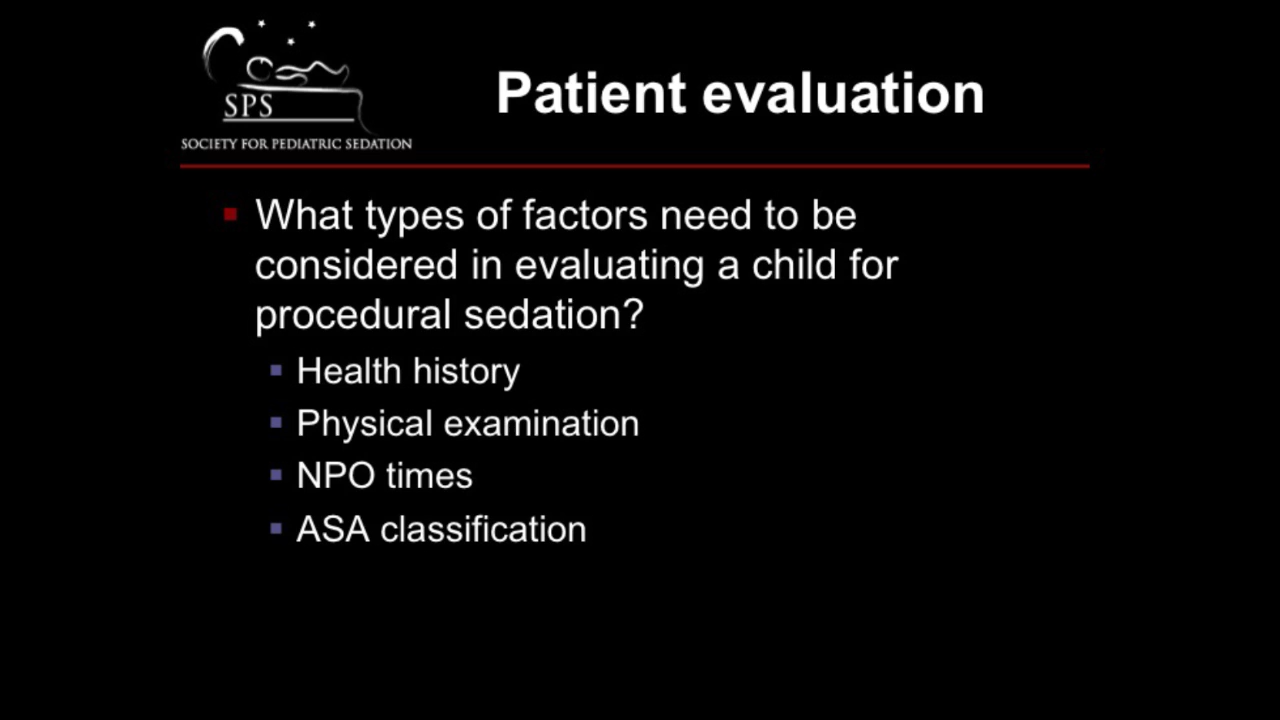 SPS
SOCIETY FOR PEDIATRIC SEDATION
Patient evaluation
What types of factors need to be
considered in evaluating a child for
procedural sedation?
Health history
Physical examination
NPO times
ASA classification